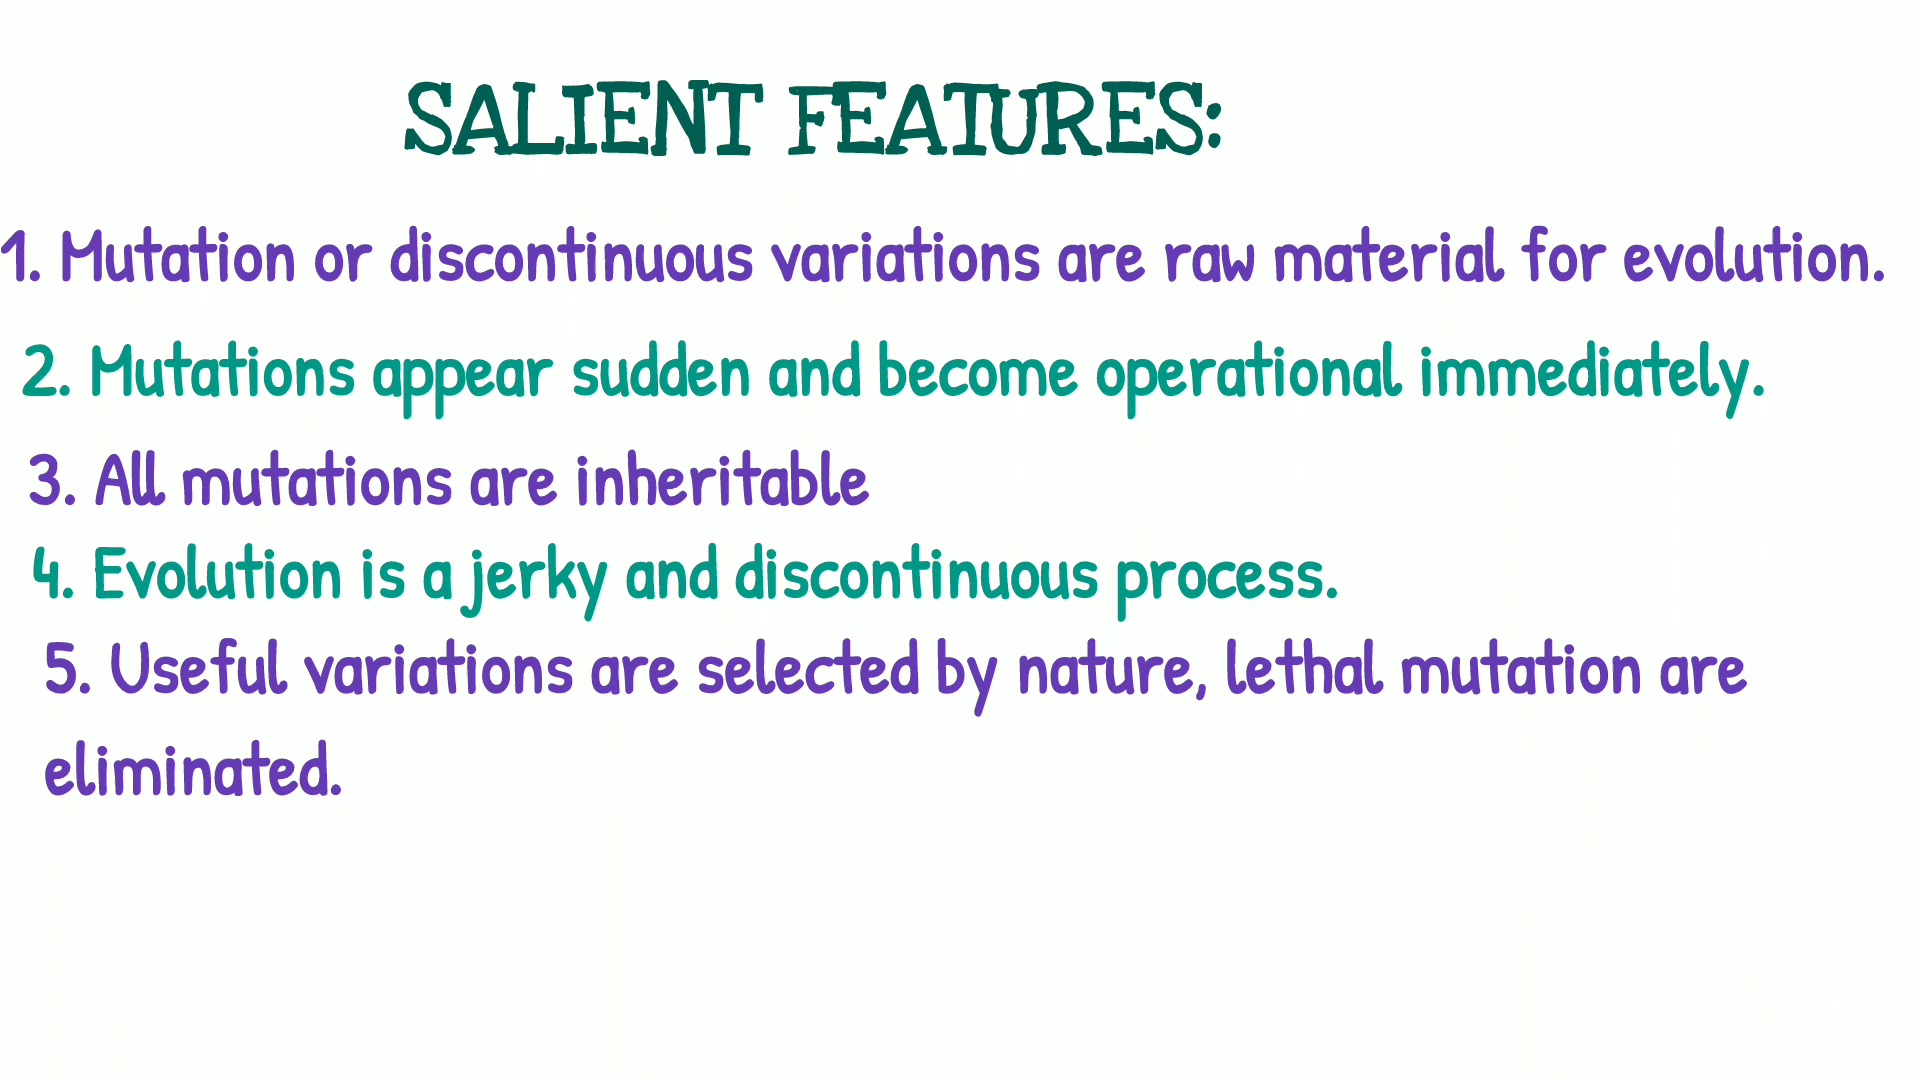 SALIENT FEATURES:
1. Mutation or discontinuous variations are raw material for evolution.
2. Mutations appear sudden and become operational immediately.
3. All mutations are inheritable
4. Evolution is a jerky and discontinuous process.
5. Useful variations are selected by nature, lethal mutation are
eliminated.